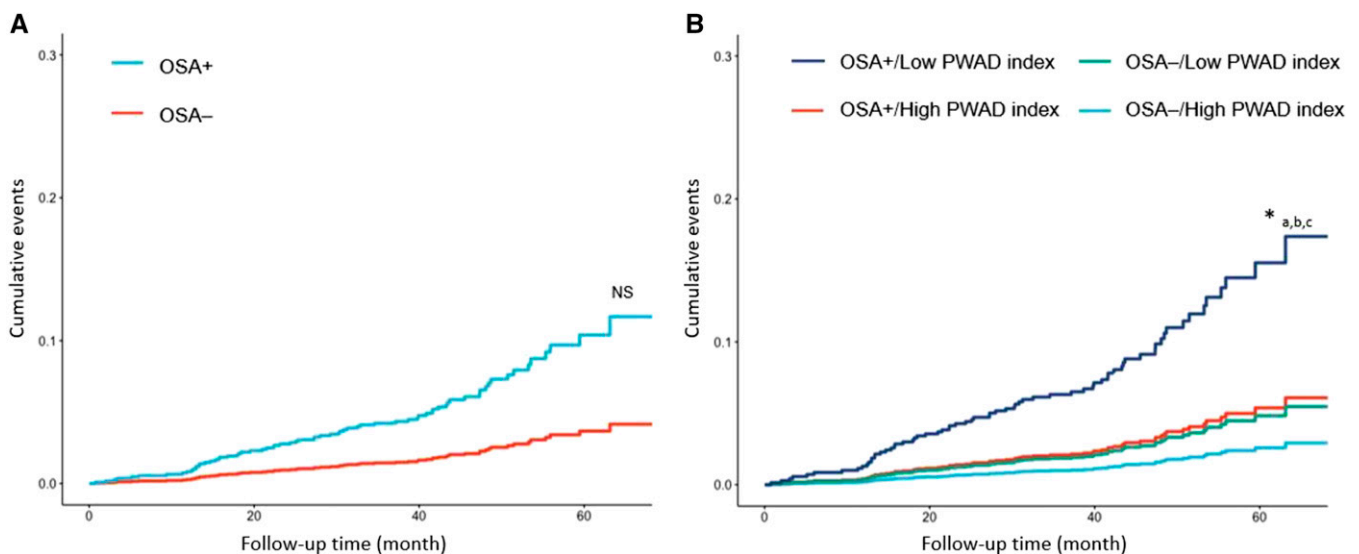 A
0.3
0.2
0.1
0.0
Cumulative events
OSA+
OSA–
NS
0
20
40
60
Follow-up time (month)
B
0.3
0.2
0.1
0.0
Cumulative events
OSA+/Low PWAD index
OSA–/Low PWAD index
OSA+/High PWAD index
OSA–/High PWAD index
* a,b,c
0
20
40
60
Follow-up time (month)